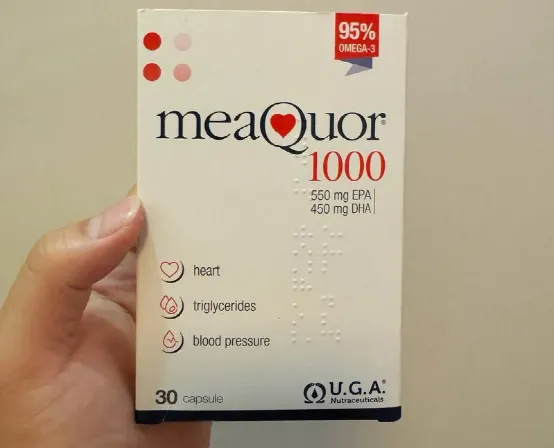 95%
OMEGA-3
meaQuor®
1000
550 mg EPA
450 mg DHA
heart
triglycerides
blood pressure
30 capsule
U.G.A.®
Nutraceuticals